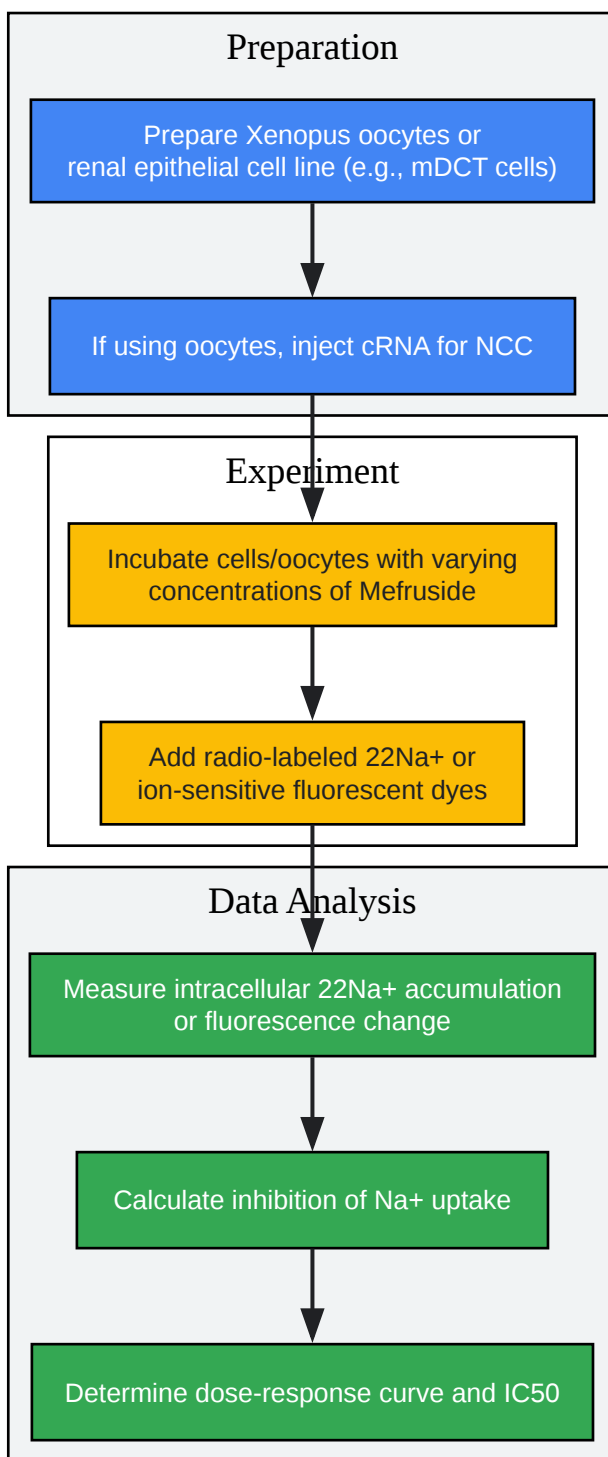 Preparation
Prepare Xenopus oocytes or
renal epithelial cell line (e.g., mDCT cells)
If using oocytes, inject cRNA for NCC
Experiment
Incubate cells/oocytes with varying
concentrations of Mefruside
Add radio-labeled 22Na+ or
ion-sensitive fluorescent dyes
Data Analysis
Measure intracellular 22Na+ accumulation
or fluorescence change
Calculate inhibition of Na+ uptake
Determine dose-response curve and IC50